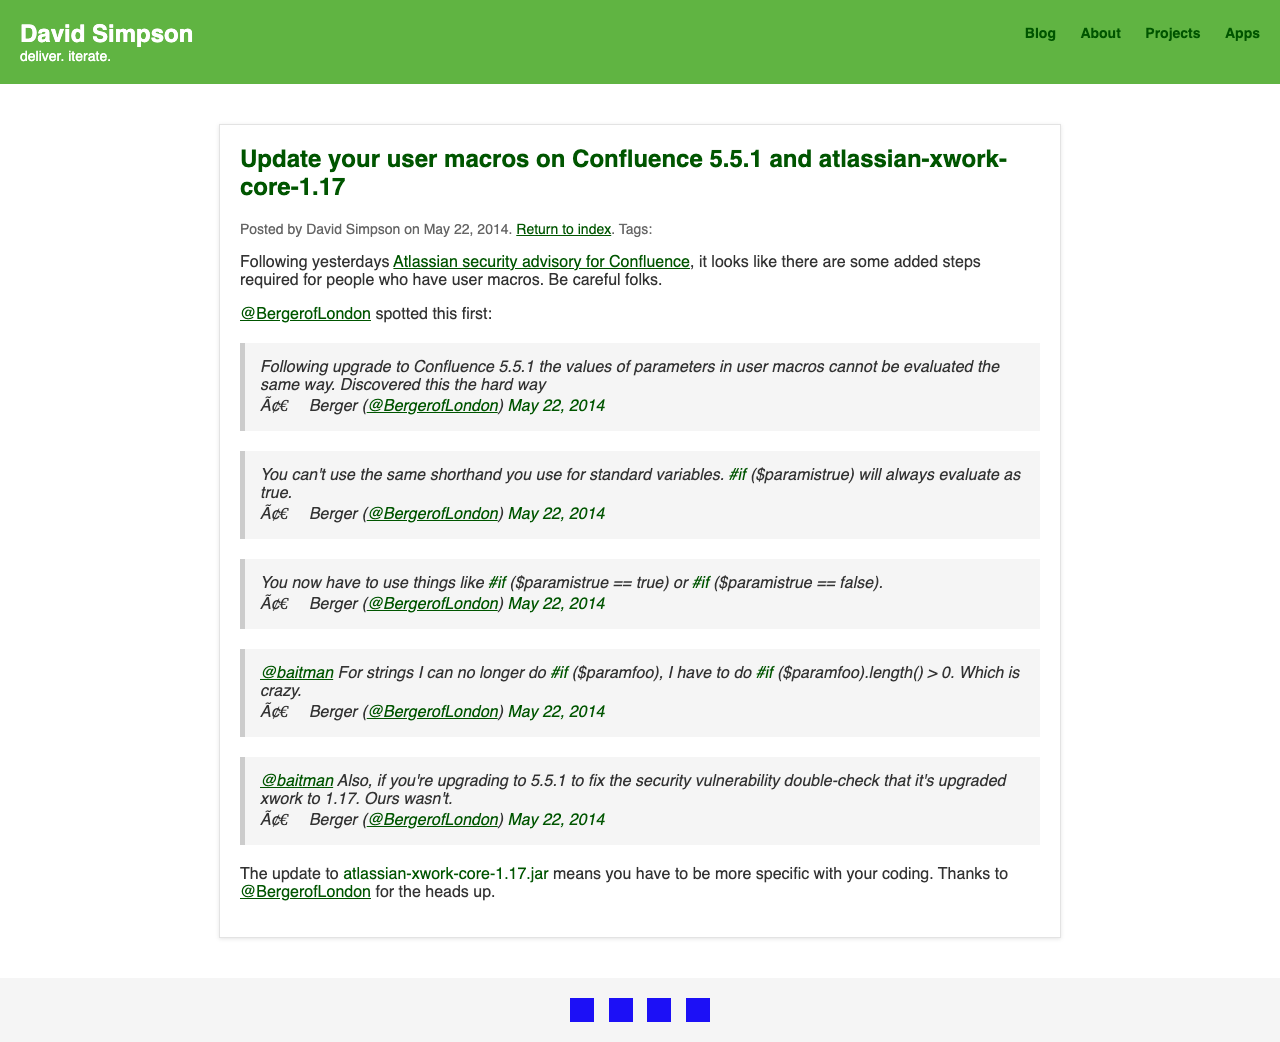 David Simpson
deliver. iterate.
Blog About Projects Apps
Update your user macros on Confluence 5.5.1 and atlassian-xwork-
core-1.17
Posted by David Simpson on May 22, 2014. Return to index. Tags:
Following yesterdays Atlassian security advisory for Confluence, it looks like there are some added steps
required for people who have user macros. Be careful folks.
@BergerofLondon spotted this first:
Following upgrade to Confluence 5.5.1 the values of parameters in user macros cannot be evaluated the
same way. Discovered this the hard way
Ã¢€ Berger (@BergerofLondon) May 22, 2014
You can't use the same shorthand you use for standard variables. #if ($paramistrue) will always evaluate as
true.
Ã¢€ Berger (@BergerofLondon) May 22, 2014
You now have to use things like #if ($paramistrue == true) or #if ($paramistrue == false).
Ã¢€ Berger (@BergerofLondon) May 22, 2014
@baitman For strings I can no longer do #if ($paramfoo), I have to do #if ($paramfoo).length() > 0. Which is
crazy.
Ã¢€ Berger (@BergerofLondon) May 22, 2014
@baitman Also, if you're upgrading to 5.5.1 to fix the security vulnerability double-check that it's upgraded
xwork to 1.17. Ours wasn't.
Ã¢€ Berger (@BergerofLondon) May 22, 2014
The update to atlassian-xwork-core-1.17.jar means you have to be more specific with your coding. Thanks to
@BergerofLondon for the heads up.